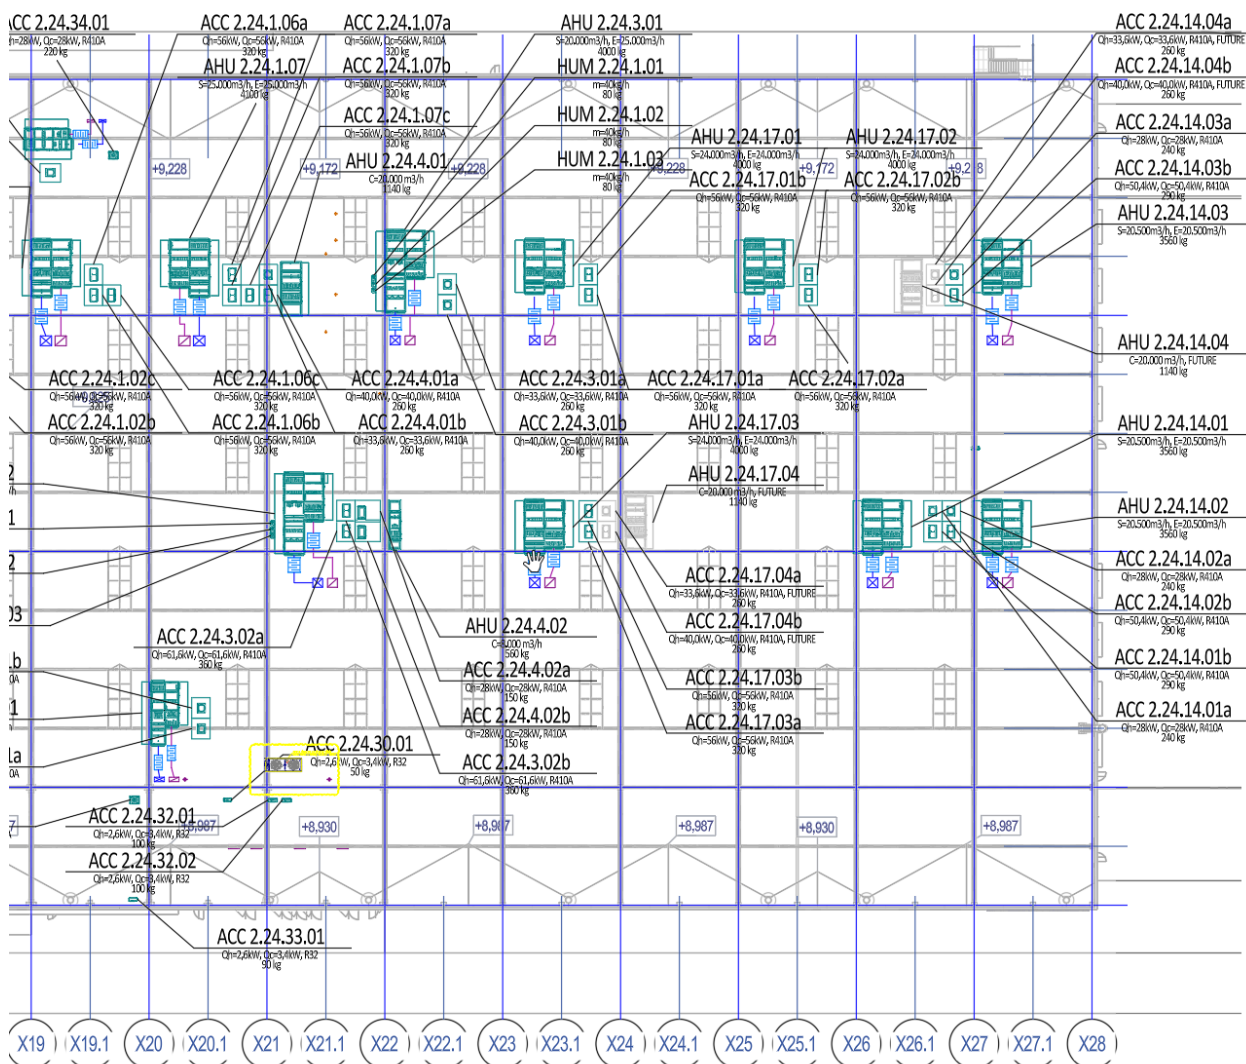 ACC 2.24.34.01
Qh=28kW, Qc=28kW, R410A
220 kg
ACC 2.24.1.06a
Qh=56kW, Qc=56kW, R410A
320 kg
AHU 2.24.1.07
S=25.000m3/h, E=25.000m3/h
4100 kg
ACC 2.24.1.07a
Qh=56kW, Qc=56kW, R410A
320 kg
ACC 2.24.1.07b
Qh=56kW, Qc=56kW, R410A
320 kg
ACC 2.24.1.07c
Qh=56kW, Qc=56kW, R410A
320 kg
AHU 2.24.4.01
C=20.000 m3/h
1140 kg
AHU 2.24.3.01
S=20.000m3/h, E=25.000m3/h
4000 kg
HUM 2.24.1.01
m=40kg/h
80 kg
HUM 2.24.1.02
m=40kg/h
80 kg
HUM 2.24.1.03
m=40kg/h
80 kg
AHU 2.24.17.01
S=24.000m3/h, E=24.000m3/h
4000 kg
ACC 2.24.17.01b
Qh=56kW, Qc=56kW, R410A
320 kg
AHU 2.24.17.02
S=24.000m3/h, E=24.000m3/h
4000 kg
ACC 2.24.17.02b
Qh=56kW, Qc=56kW, R410A
320 kg
ACC 2.24.14.04a
Qh=33,6kW, Qc=33,6kW, R410A, FUTURE
260 kg
ACC 2.24.14.04b
Qh=40,0kW, Qc=40,0kW, R410A, FUTURE
260 kg
ACC 2.24.14.03a
Qh=28kW, Qc=28kW, R410A
240 kg
ACC 2.24.14.03b
Qh=50,4kW, Qc=50,4kW, R410A
290 kg
AHU 2.24.14.03
S=20.500m3/h, E=20.500m3/h
3560 kg
+9,228
+9,172
+9,228
+9,228
+9,172
AHU 2.24.14.04
C=20.000 m3/h, FUTURE
1140 kg
ACC 2.24.1.02c
Qh=56kW, Qc=56kW, R410A
320 kg
ACC 2.24.1.06c
Qh=56kW, Qc=56kW, R410A
320 kg
ACC 2.24.4.01a
Qh=40,0kW, Qc=40,0kW, R410A
260 kg
ACC 2.24.3.01a
Qh=33,6kW, Qc=33,6kW, R410A
260 kg
ACC 2.24.17.01a
Qh=56kW, Qc=56kW, R410A
320 kg
ACC 2.24.17.02a
Qh=56kW, Qc=56kW, R410A
320 kg
ACC 2.24.1.02b
Qh=56kW, Qc=56kW, R410A
320 kg
ACC 2.24.1.06b
Qh=56kW, Qc=56kW, R410A
320 kg
ACC 2.24.4.01b
Qh=33,6kW, Qc=33,6kW, R410A
260 kg
ACC 2.24.3.01b
Qh=40,0kW, Qc=40,0kW, R410A
260 kg
AHU 2.24.17.03
S=24.000m3/h, E=24.000m3/h
4000 kg
AHU 2.24.17.04
C=20.000 m3/h, FUTURE
1140 kg
AHU 2.24.14.01
S=20.500m3/h, E=20.500m3/h
3560 kg
AHU 2.24.14.02
S=20.500m3/h, E=20.500m3/h
3560 kg
ACC 2.24.14.02a
Qh=28kW, Qc=28kW, R410A
240 kg
ACC 2.24.14.02b
Qh=50,4kW, Qc=50,4kW, R410A
290 kg
ACC 2.24.14.01b
Qh=50,4kW, Qc=50,4kW, R410A
290 kg
ACC 2.24.14.01a
Qh=28kW, Qc=28kW, R410A
240 kg
2
1
2
03
1b
1
1a
ACC 2.24.3.02a
Qh=61,6kW, Qc=61,6kW, R410A
360 kg
AHU 2.24.4.02
560 kg
ACC 2.24.4.02a
Qh=28kW, Qc=28kW, R410A
150 kg
ACC 2.24.4.02b
Qh=28kW, Qc=28kW, R410A
150 kg
ACC 2.24.3.02b
Qh=61,6kW, Qc=61,6kW, R410A
360 kg
ACC 2.24.17.04a
Qh=33,6kW, Qc=33,6kW, R410A, FUTURE
260 kg
ACC 2.24.17.04b
Qh=40,0kW, Qc=40,0kW, R410A, FUTURE
260 kg
ACC 2.24.17.03b
Qh=56kW, Qc=56kW, R410A
320 kg
ACC 2.24.17.03a
Qh=56kW, Qc=56kW, R410A
320 kg
ACC 2.24.30.01
Qh=2,6kW, Qc=3,4kW, R32
50 kg
ACC 2.24.32.01
Qh=2,6kW, Qc=3,4kW, R32
100 kg
ACC 2.24.32.02
Qh=2,6kW, Qc=3,4kW, R32
100 kg
ACC 2.24.33.01
Qh=2,6kW, Qc=3,4kW, R32
90 kg
+8,987
+8,930
+8,987
+8,987
+8,930
+8,987
X19
X19.1
X20
X20.1
X21
X21.1
X22
X22.1
X23
X23.1
X24
X24.1
X25
X25.1
X26
X26.1
X27
X27.1
X28